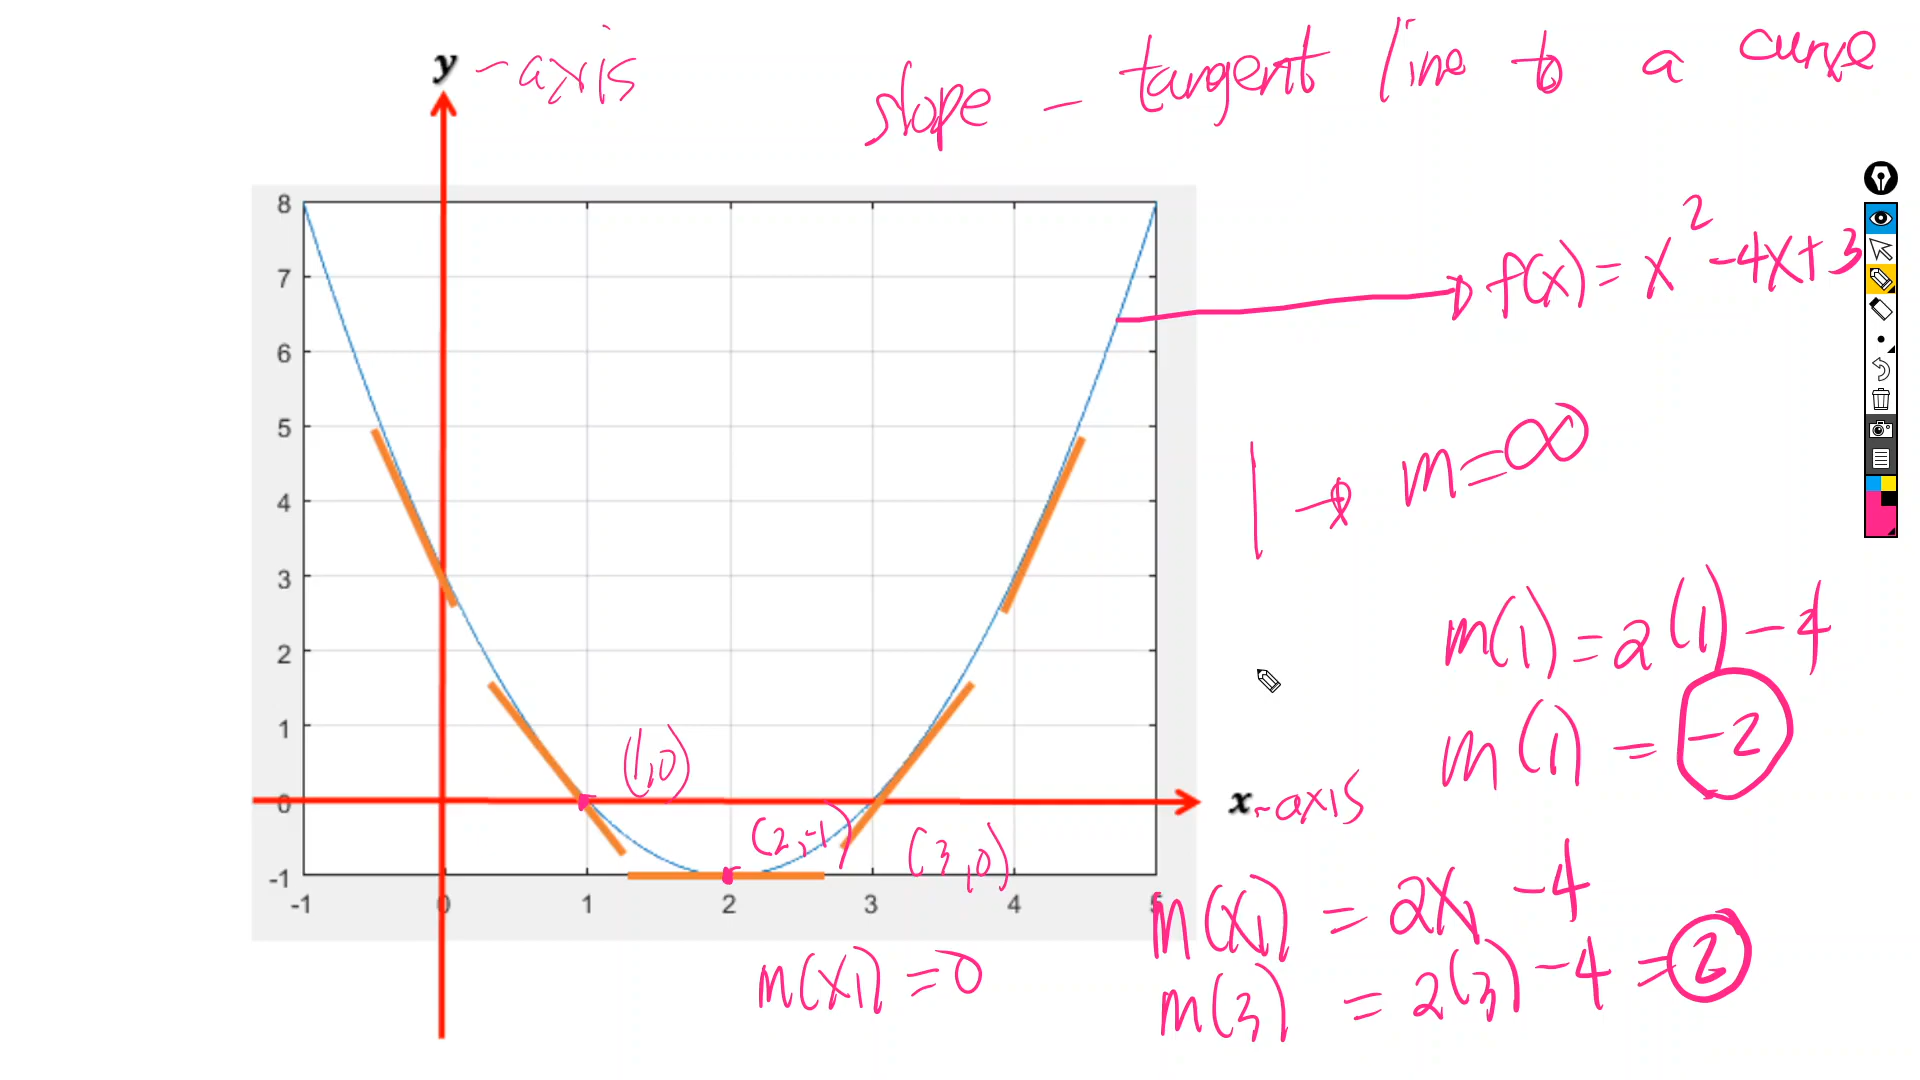 y -axis
slope - tangent line to a curve
f(x) = x² -4x+3
8
7
6
5
4
3
2
1
0
-1
-1 0 1 2 3 4 5
m=∞
m(1)=2(1)-4
m(1) = -2
(1,0)
(2,-1)
(3,0)
x -axis
m(x₁) = 0
m(x₁) = 2x₁ -4
m(3) = 2(3)-4 = 2